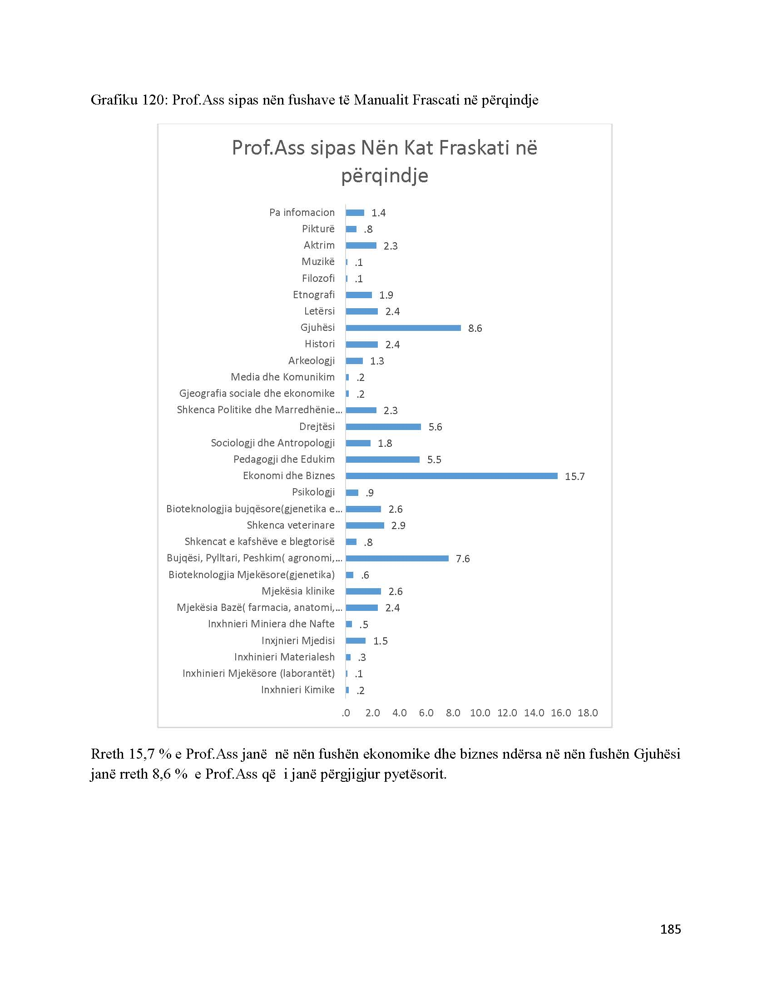 Grafiku 120: Prof.Ass sipas nën fushave të Manualit Frascati në përqindje
Prof.Ass sipas Nën Kat Fraskati në
përqindje
Pa infomacion 1.4
Pikturë .8
Aktrim 2.3
Muzikë .1
Filozofi .1
Etnografi 1.9
Letërsi 2.4
Gjuhësi 8.6
Histori 2.4
Arkeologji 1.3
Media dhe Komunikim .2
Gjeografia sociale dhe ekonomike .2
Shkenca Politike dhe Marredhënie... 2.3
Drejtësi 5.6
Sociologji dhe Antropologji 1.8
Pedagogji dhe Edukim 5.5
Ekonomi dhe Biznes 15.7
Psikologji .9
Bioteknologjia bujqësore(gjenetika e... 2.6
Shkenca veterinare 2.9
Shkencat e kafshëve e blegtorisë .8
Bujqësi, Pylltari, Peshkim( agronomi,... 7.6
Bioteknologjia Mjekësore(gjenetika) .6
Mjekësia klinike 2.6
Mjekësia Bazë( farmacia, anatomi,... 2.4
Inxhnieri Miniera dhe Nafte .5
Inxjnieri Mjedisi 1.5
Inxhinieri Materialesh .3
Inxhinieri Mjekësore (laborantët) .1
Inxhnieri Kimike .2
.0 2.0 4.0 6.0 8.0 10.0 12.0 14.0 16.0 18.0
Rreth 15,7 % e Prof.Ass janë  në nën fushën ekonomike dhe biznes ndërsa në nën fushën Gjuhësi
janë rreth 8,6 %  e Prof.Ass që  i janë përgjigjur pyetësorit.
185